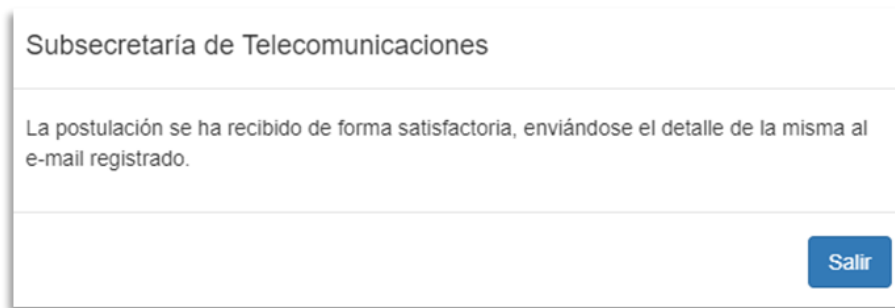 Subsecretaría de Telecomunicaciones
La postulación se ha recibido de forma satisfactoria, enviándose el detalle de la misma al
e-mail registrado.
Salir